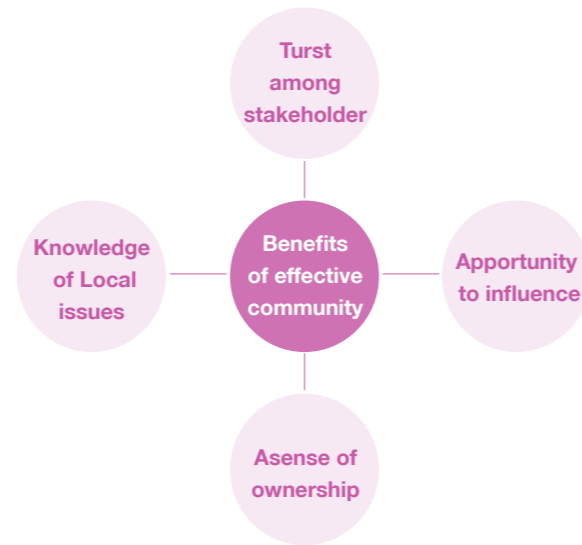 Turst
among
stakeholder
Knowledge
of Local
issues
Benefits
of effective
community
Apportunity
to influence
Asense of
ownership